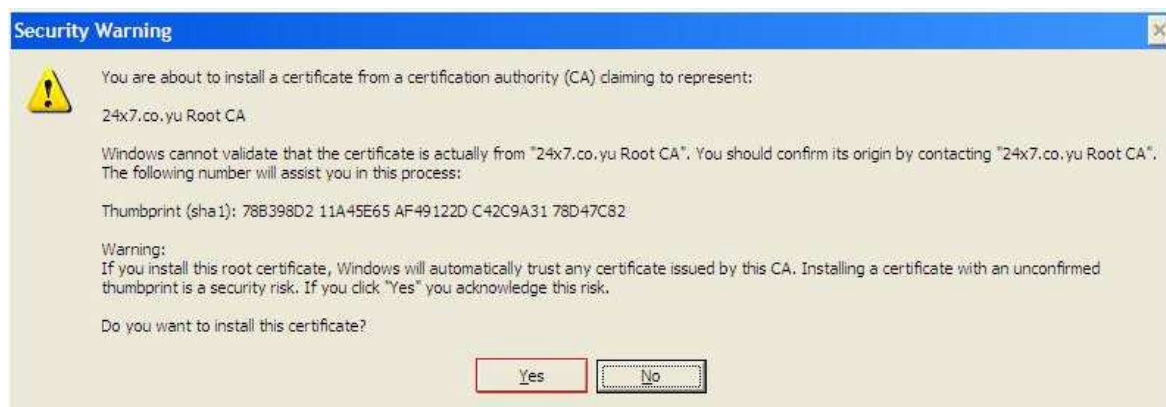 Security Warning
You are about to install a certificate from a certification authority (CA) claiming to represent:
24x7.co.yu Root CA
Windows cannot validate that the certificate is actually from "24x7.co.yu Root CA". You should confirm its origin by contacting "24x7.co.yu Root CA".
The following number will assist you in this process:
Thumbprint (sha1): 78B398D2 11A45E65 AF49122D C42C9A31 78D47C82
Warning:
If you install this root certificate, Windows will automatically trust any certificate issued by this CA. Installing a certificate with an unconfirmed
thumbprint is a security risk. If you click "Yes" you acknowledge this risk.
Do you want to install this certificate?
Yes No